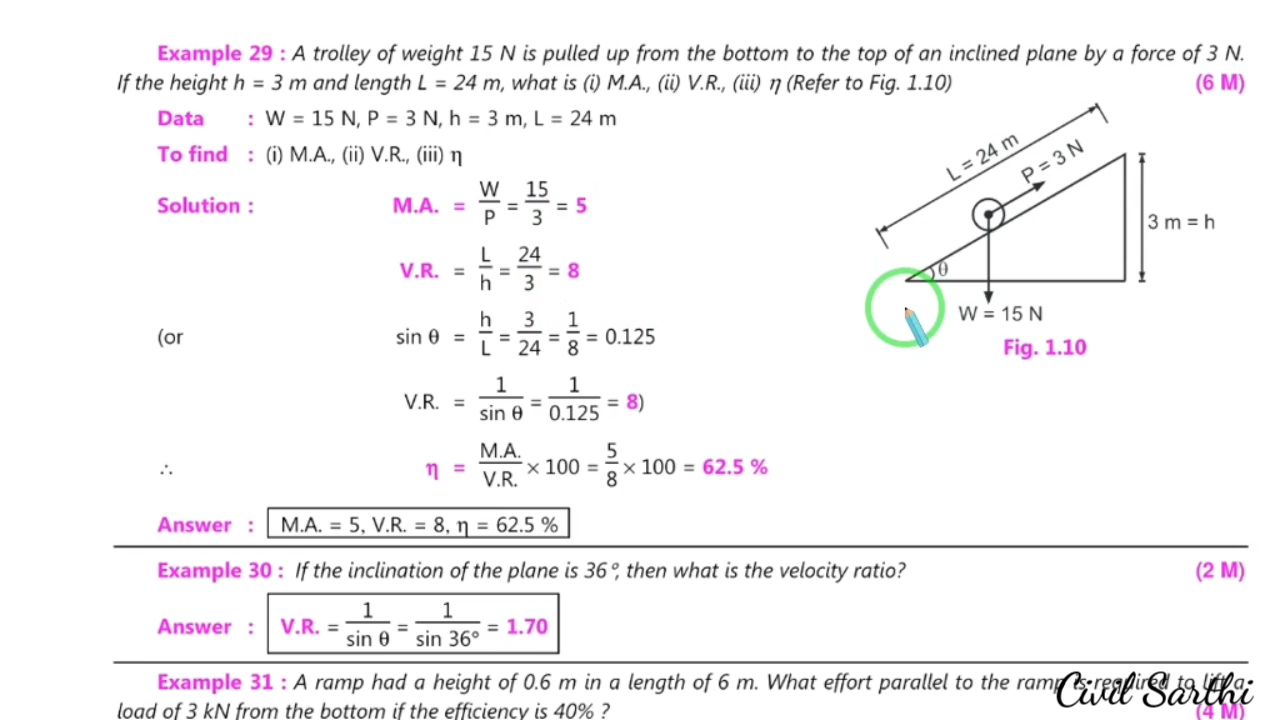 Example 29 : A trolley of weight 15 N is pulled up from the bottom to the top of an inclined plane by a force of 3 N.
If the height h = 3 m and length L = 24 m, what is (i) M.A., (ii) V.R., (iii) η (Refer to Fig. 1.10) (6 M)
Data : W = 15 N, P = 3 N, h = 3 m, L = 24 m
To find : (i) M.A., (ii) V.R., (iii) η
Solution : M.A. = W/P = 15/3 = 5
V.R. = L/h = 24/3 = 8
(or sin θ = h/L = 3/24 = 1/8 = 0.125
V.R. = 1/sin θ = 1/0.125 = 8)
∴ η = M.A./V.R. × 100 = 5/8 × 100 = 62.5 %
L = 24 m
P = 3 N
3 m = h
θ
W = 15 N
Fig. 1.10
Answer : M.A. = 5, V.R. = 8, η = 62.5 %
Example 30 : If the inclination of the plane is 36°, then what is the velocity ratio? (2 M)
Answer : V.R. = 1/sin θ = 1/sin 36° = 1.70
Example 31 : A ramp had a height of 0.6 m in a length of 6 m. What effort parallel to the ramp is required to lift a
load of 3 kN from the bottom if the efficiency is 40% ? (4 M)
Civil Sarthi